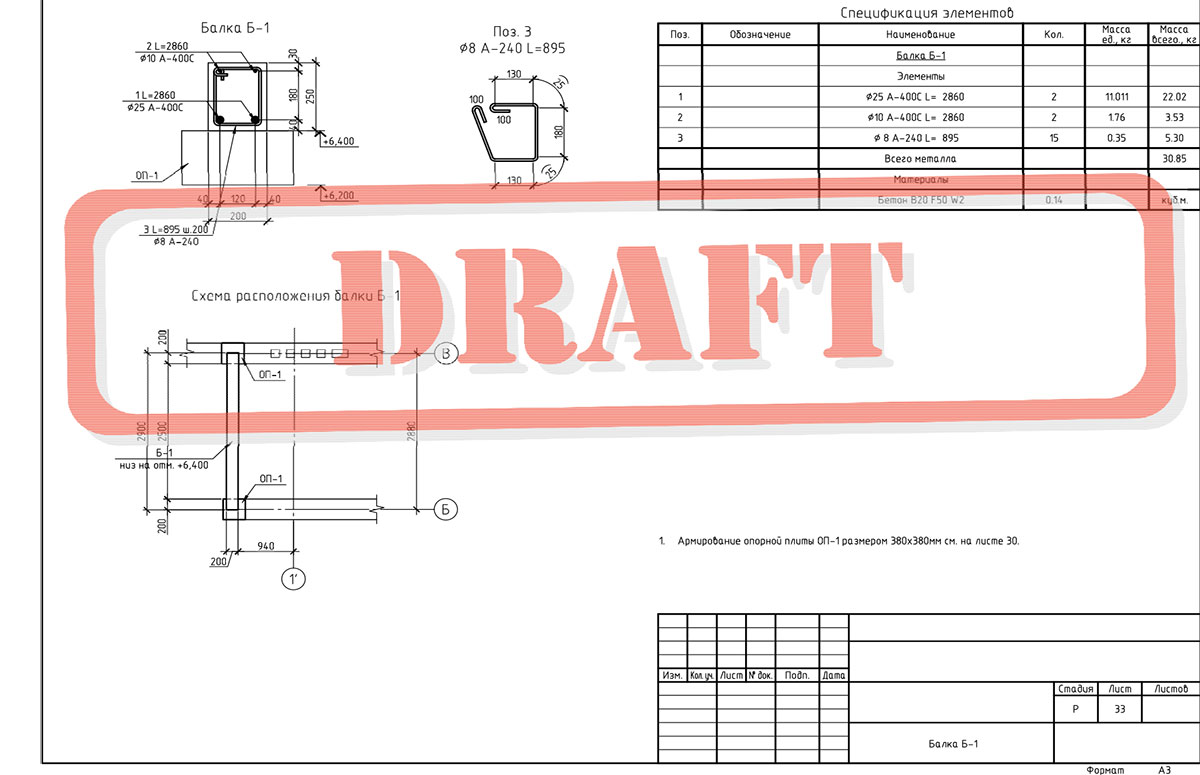 Балка Б-1
2 L=2860
Ø10 А-400С
1 L=2860
Ø25 А-400С
30
180
250
40
+6,400
ОП-1
+6,200
40
120
40
200
3 L=895 ш.200
Ø8 А-240
Поз. 3
Ø8 А-240 L=895
130
25
100
100
180
130
25
Спецификация элементов
Поз. Обозначение Наименование Кол. Масса ед., кг Масса всего., кг
Балка Б-1
Элементы
1 Ø25 А-400С L= 2860 2 11.011 22.02
2 Ø10 А-400С L= 2860 2 1.76 3.53
3 Ø 8 А-240 L= 895 15 0.35 5.30
Всего металла 30.85
Материалы
Бетон В20 F50 W2 0.14 куб.м.
DRAFT
Схема расположения балки Б-1
200
В
ОП-1
2500
2880
Б-1
низ на отм. +6,400
ОП-1
Б
200
940
200
1'
1. Армирование опорной плиты ОП-1 размером 380х380мм см. на листе 30.
Изм. Кол.уч. Лист № док. Подп. Дата
Стадия Лист Листов
Р 33
Балка Б-1
Формат А3